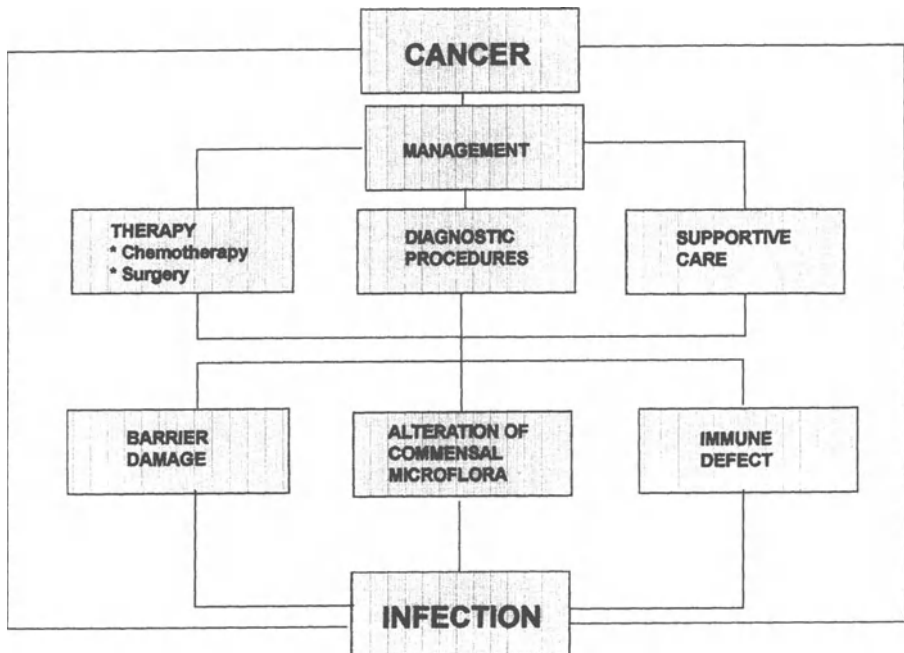 CANCER
MANAGEMENT
THERAPY
* Chemotherapy
* Surgery
DIAGNOSTIC
PROCEDURES
SUPPORTIVE
CARE
BARRIER
DAMAGE
ALTERATION OF
COMMENSAL
MICROFLORA
IMMUNE
DEFECT
INFECTION